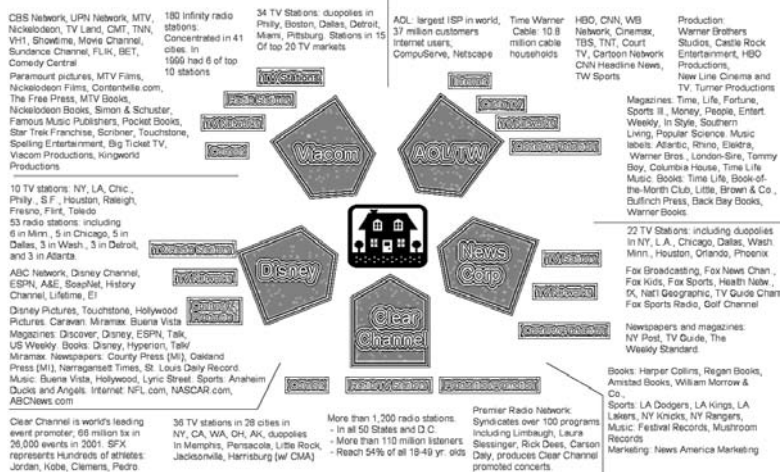 CBS Network, UPN Network, MTV,
Nickelodeon, TV Land, CMT, TNN,
VH1, Showtime, Movie Channel,
Sundance Channel, FLIK, BET,
Comedy Central
180 Infinity radio
stations:
Concentrated in 41
cities. In
1999 had 6 of top
10 stations
34 TV Stations: duopolies in
Philly, Boston, Dallas, Detroit,
Miami, Pittsburg. Stations in 15
Of top 20 TV markets
AOL: largest ISP in world,
37 million customers
Internet users,
CompuServe, Netscape
Time Warner
Cable: 10.8
million cable
households
HBO, CNN, WB
Network, Cinemax,
TBS, TNT, Court
TV, Cartoon Network
CNN Headline News,
TW Sports
Production:
Warner Brothers
Studios, Castle Rock
Entertainment, HBO
Productions,
New Line Cinema and
TV, Turner Productions
Paramount pictures, MTV Films,
Nickelodeon Films, Contentville.com,
The Free Press, MTV Books,
Nickelodeon Books, Simon & Schuster,
Famous Music Publishers, Pocket Books,
Star Trek Franchise, Scribner, Touchstone,
Spelling Entertainment, Big Ticket TV,
Viacom Productions, Kingworld
Productions
Magazines: Time, Life, Fortune,
Sports Ill., Money, People, Entert.
Weekly, In Style, Southern
Living, Popular Science. Music
labels: Atlantic, Rhino, Elektra,
Warner Bros., London-Sire, Tommy
Boy, Columbia House, Time Life
Music. Books: Time Life, Book-of-
the-Month Club, Little, Brown & Co.,
Bulfinch Press, Back Bay Books,
Warner Books.
Viacom
AOL/TW
10 TV stations: NY, LA, Chic.,
Philly., S.F., Houston, Raleigh,
Fresno, Flint, Toledo
53 radio stations: including
6 in Minn., 5 in Chicago, 5 in
Dallas, 3 in Wash., 3 in Detroit,
and 3 in Atlanta.
ABC Network, Disney Channel,
ESPN, A&E, SoapNet, History
Channel, Lifetime, E!
Disney Pictures, Touchstone, Hollywood
Pictures. Caravan. Miramax. Buena Vista
Magazines: Discover, Disney, ESPN, Talk,
US Weekly. Books: Disney, Hyperion, Talk/
Miramax. Newspapers: County Press (MI), Oakland
Press (MI), Narragansett Times, St. Louis Daily Record.
Music: Buena Vista, Hollywood, Lyric Street. Sports: Anaheim
Ducks and Angels. Internet: NFL.com, NASCAR.com,
ABCNews.com
Disney
News
Corp
Clear
Channel
22 TV Stations: including duopolies
In NY, L.A., Chicago, Dallas, Wash.
Minn., Houston, Orlando, Phoenix
Fox Broadcasting, Fox News Chan.,
Fox Kids, Fox Sports, Health Netw.,
fX, Nat'l Geographic, TV Guide Chan
Fox Sports Radio, Golf Channel
Newspapers and magazines:
NY Post, TV Guide, The
Weekly Standard.
Books: Harper Collins, Regan Books,
Amistad Books, William Morrow &
Co.,
Sports: LA Dodgers, LA Kings, LA
Lakers, NY Knicks, NY Rangers,
Music: Festival Records, Mushroom
Records
Marketing: News America Marketing
Clear Channel is world's leading
event promoter; 66 million tix in
26,000 events in 2001. SFX
represents Hundreds of athletes:
Jordan, Kobe, Clemens, Pedro.
36 TV stations in 28 cities in
NY, CA, WA, OH, AK, duopolies
In Memphis, Pensacola, Little Rock,
Jacksonville, Harrisburg (w/ CMA)
More than 1,200 radio stations.
- In all 50 States and D.C.
- More than 110 million listeners
- Reach 54% of all 18-49 yr. olds
Premier Radio Network:
Syndicates over 100 programs
Including Limbaugh, Laura
Slessinger, Rick Dees, Carson
Daly, produces Clear Channel
promoted concerts.